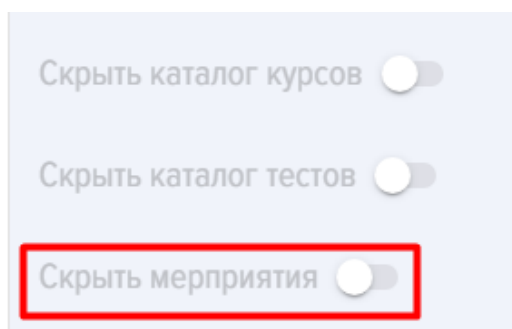 Скрыть каталог курсов
Скрыть каталог тестов
Скрыть мерприятия